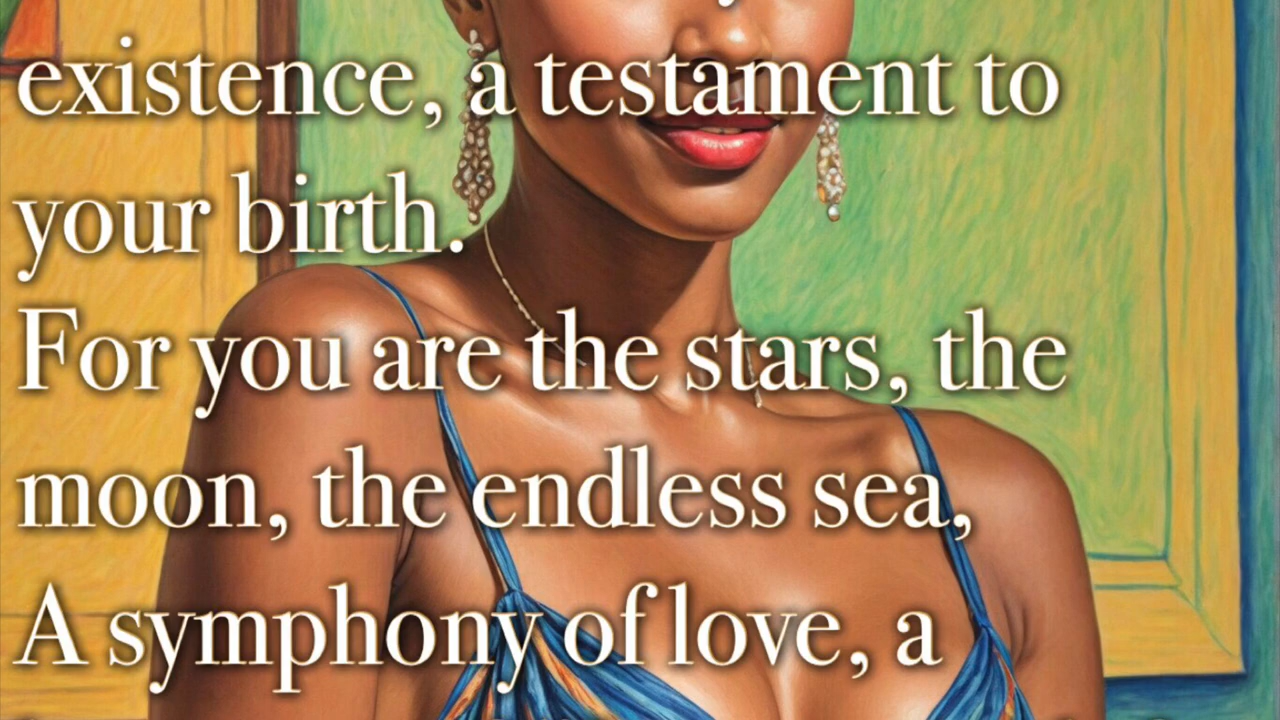 existence, a testament to
your birth.
For you are the stars, the
moon, the endless sea,
A symphony of love, a